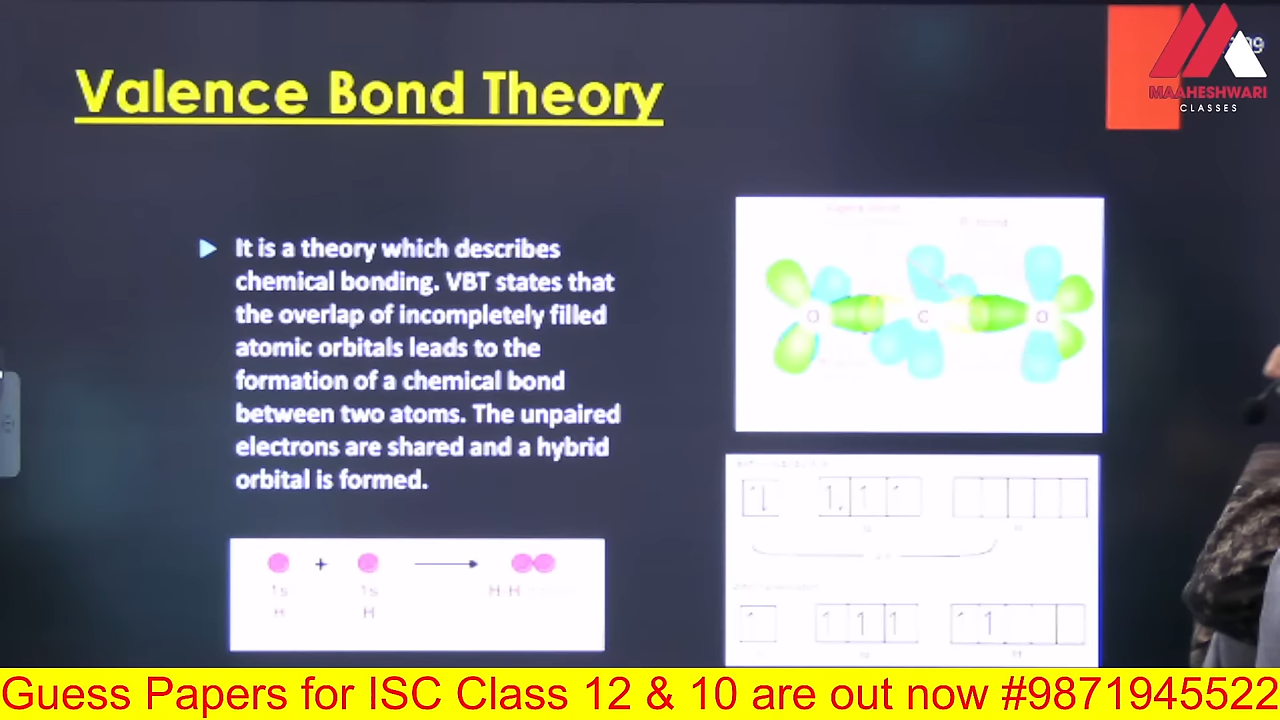 Valence Bond Theory
MAAHESHWARI
CLASSES
It is a theory which describes
chemical bonding. VBT states that
the overlap of incompletely filled
atomic orbitals leads to the
formation of a chemical bond
between two atoms. The unpaired
electrons are shared and a hybrid
orbital is formed.
O C O
+
1s 1s H-H
H H
Guess Papers for ISC Class 12 & 10 are out now #9871945522